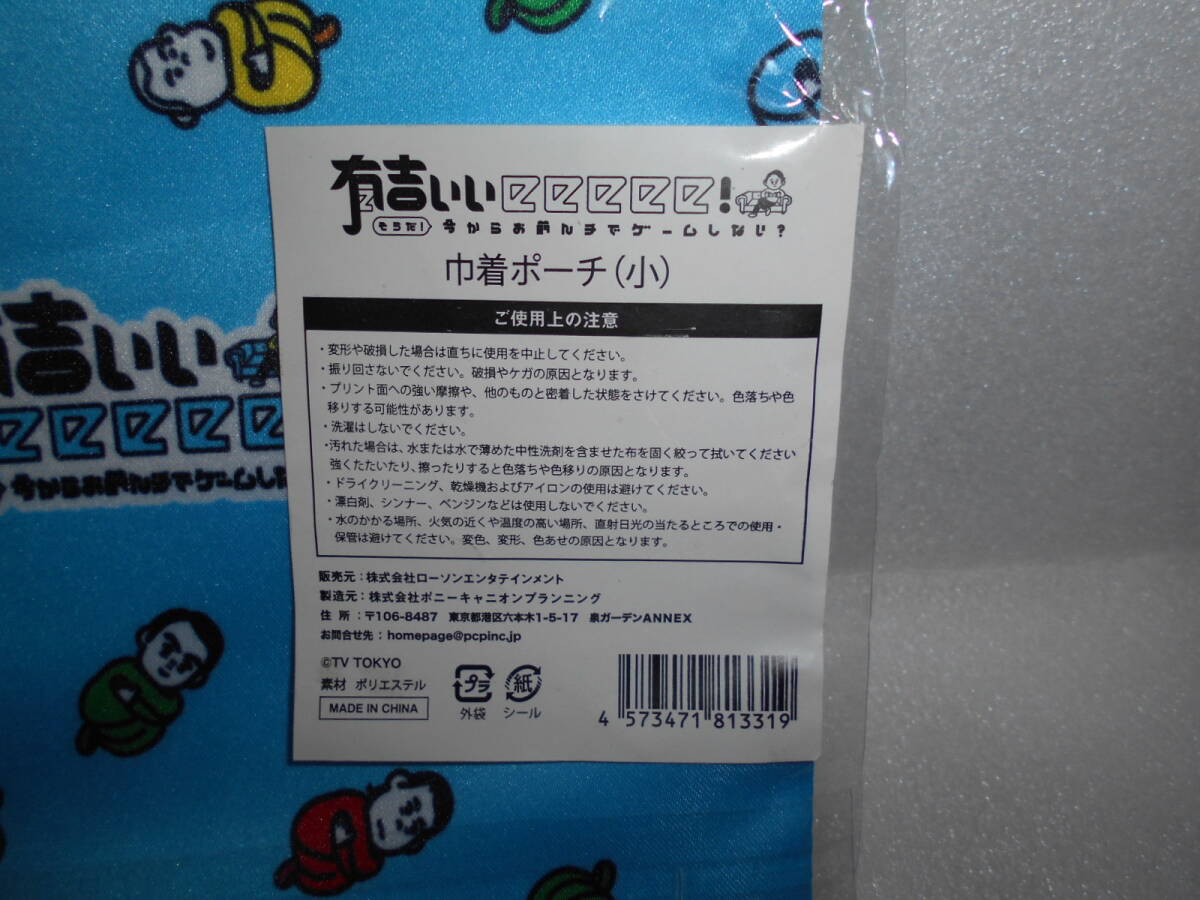 有吉いいeeeee!
そうだ! 今からお前んチでゲームしない?
巾着ポーチ(小)
ご使用上の注意
・変形や破損した場合は直ちに使用を中止してください。
・振り回さないでください。破損やケガの原因となります。
・プリント面への強い摩擦や、他のものと密着した状態をさけてください。色落ちや色
移りする可能性があります。
・洗濯はしないでください。
・汚れた場合は、水または水で薄めた中性洗剤を含ませた布を固く絞って拭いてください
強くたたいたり、擦ったりすると色落ちや色移りの原因となります。
・ドライクリーニング、乾燥機およびアイロンの使用は避けてください。
・漂白剤、シンナー、ベンジンなどは使用しないでください。
・水のかかる場所、火気の近くや温度の高い場所、直射日光の当たるところでの使用・
保管は避けてください。変色、変形、色あせの原因となります。
販売元:株式会社ローソンエンタテインメント
製造元:株式会社ポニーキャニオンプランニング
住 所:〒106-8487 東京都港区六本木1-5-17 泉ガーデンANNEX
お問合せ先:homepage@pcpinc.jp
©TV TOKYO
素材 ポリエステル
MADE IN CHINA
プラ 紙
外袋 シール
4 573471 813319
有吉いい
eeeee
今からお前んチでゲームしな